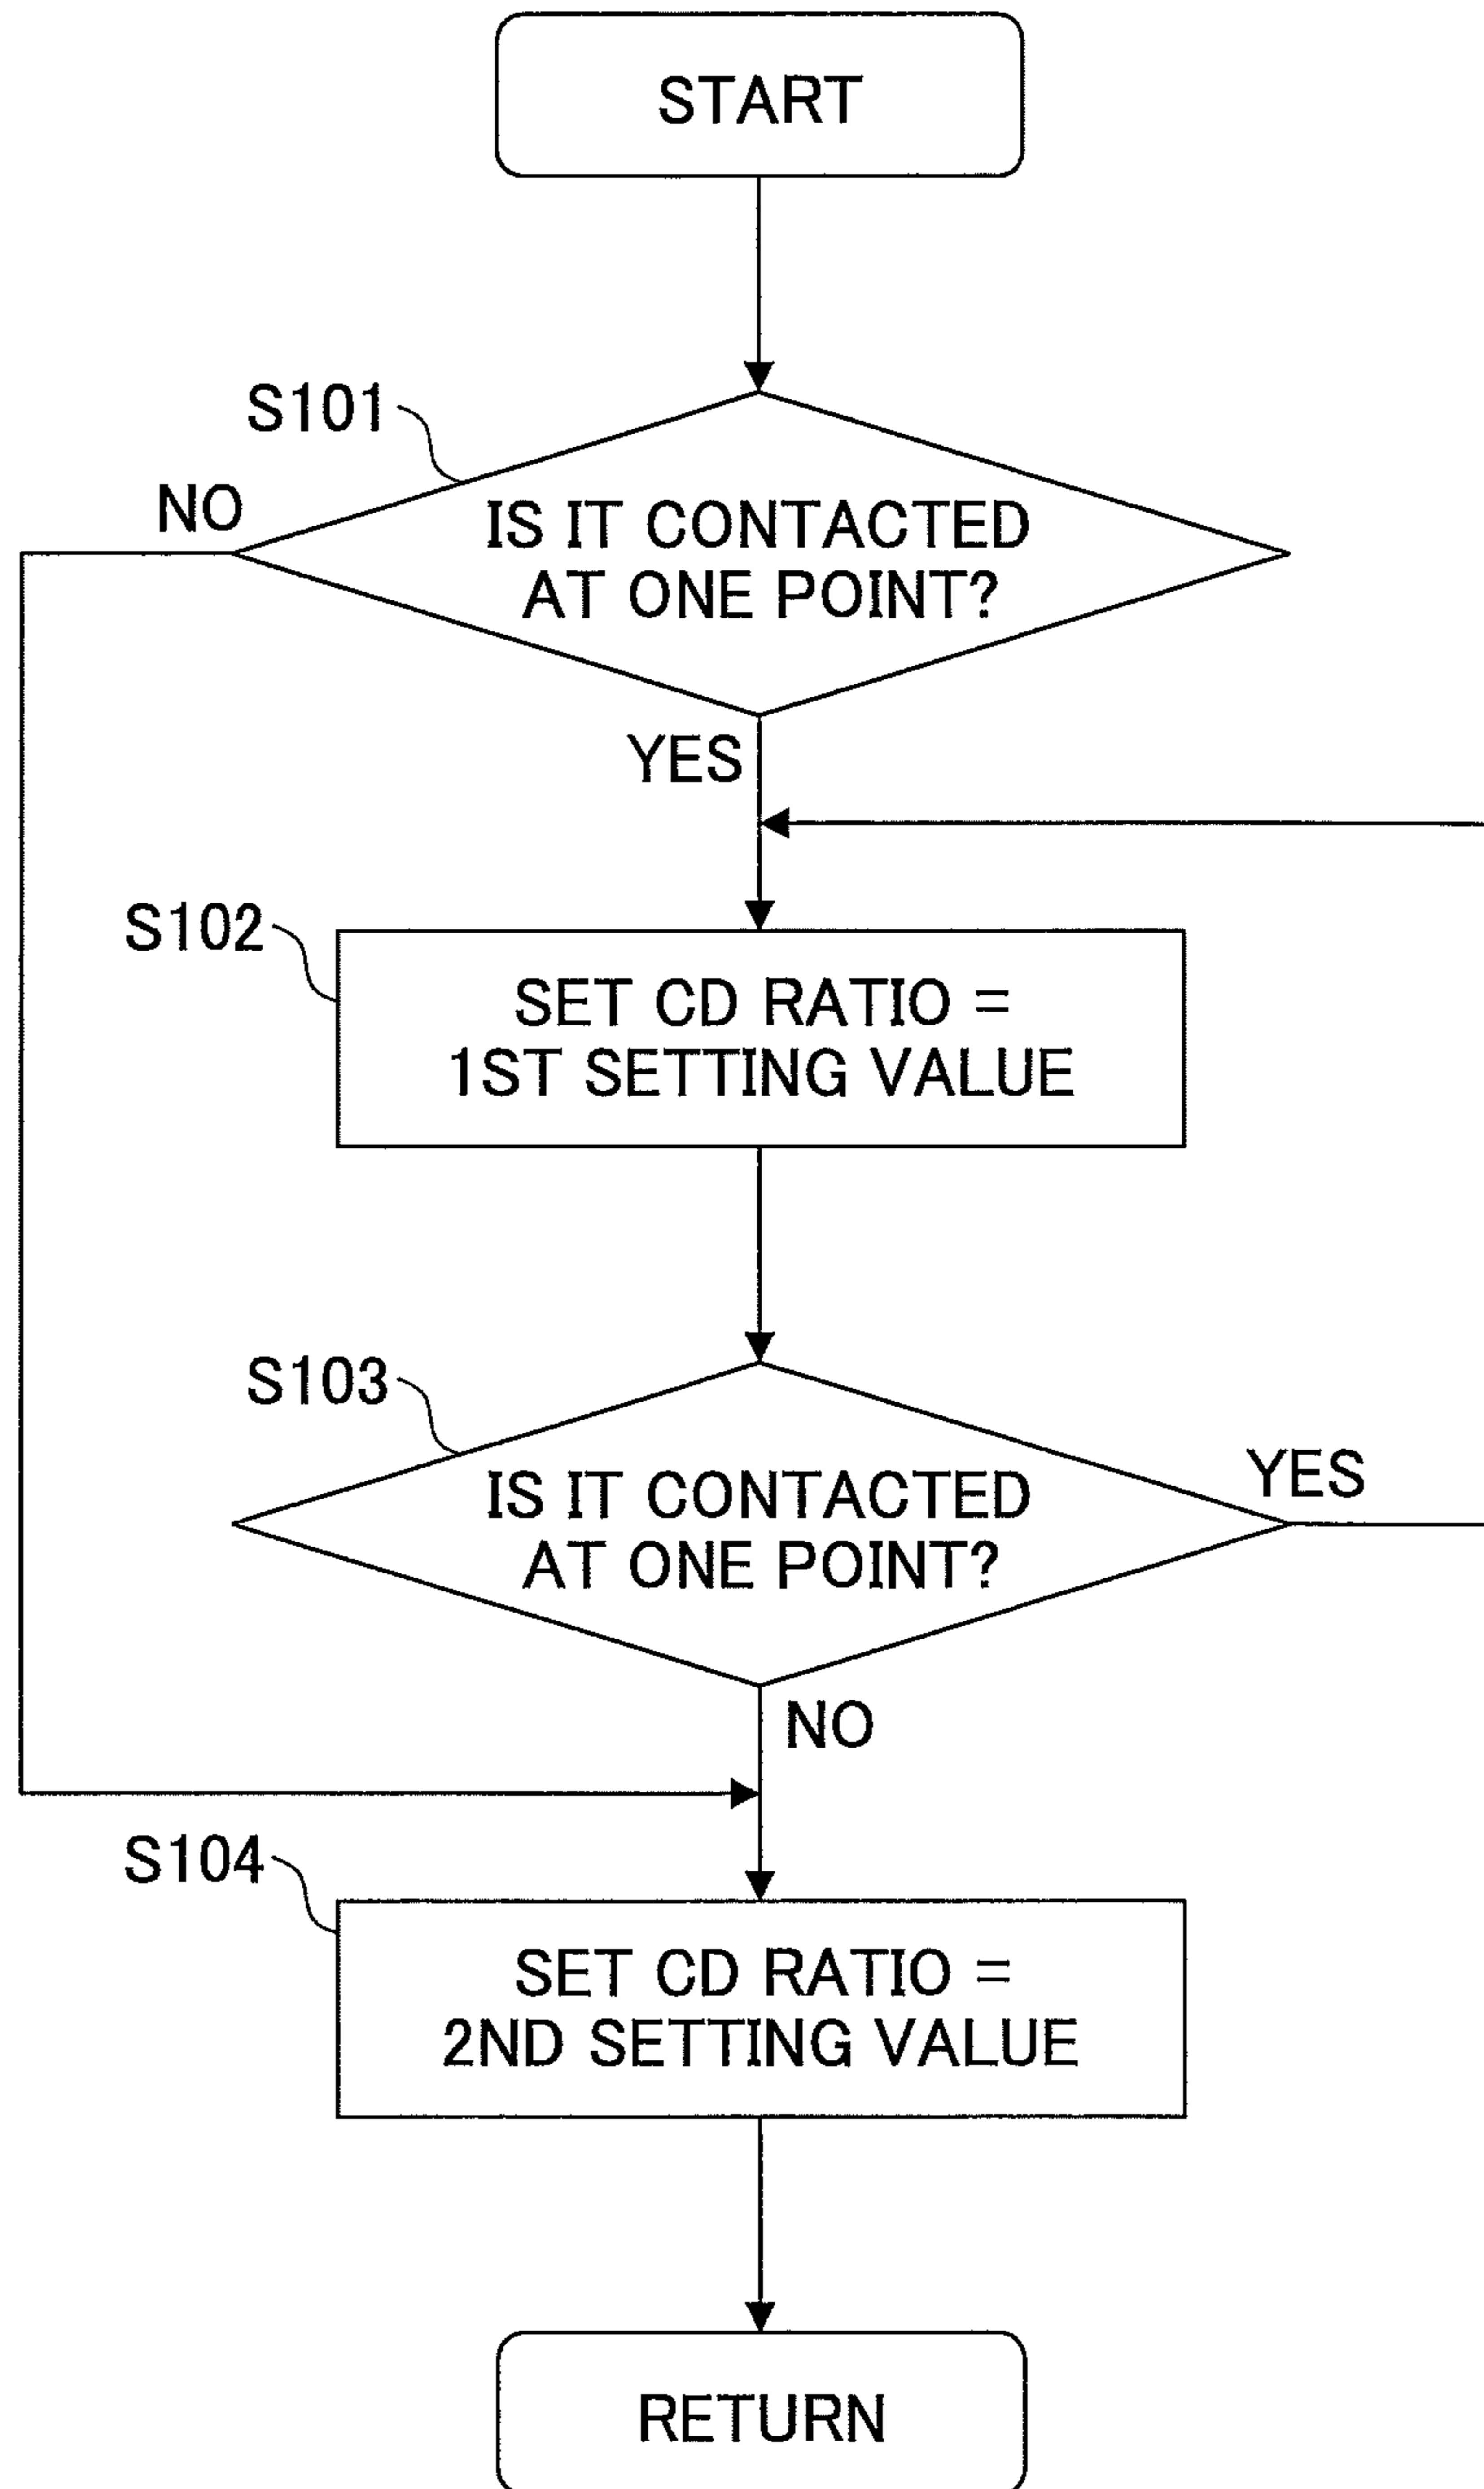 START
S101
NO
IS IT CONTACTED
AT ONE POINT?
YES
S102
SET CD RATIO =
1ST SETTING VALUE
S103
IS IT CONTACTED
AT ONE POINT?
YES
NO
S104
SET CD RATIO =
2ND SETTING VALUE
RETURN